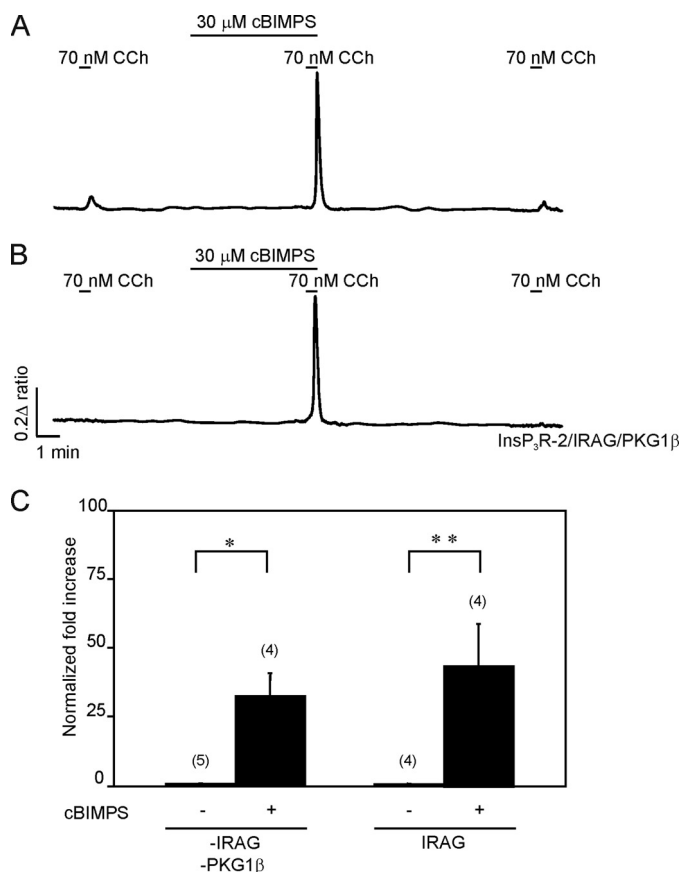 A
30 μM cBIMPS
70 nM CCh 70 nM CCh 70 nM CCh
B
30 μM cBIMPS
70 nM CCh 70 nM CCh 70 nM CCh
0.2Δ ratio
1 min
InsP₃R-2/IRAG/PKG1β
C
Normalized fold increase
100
75
50
25
0
* **
(5) (4) (4) (4)
cBIMPS - + - +
-IRAG IRAG
-PKG1β